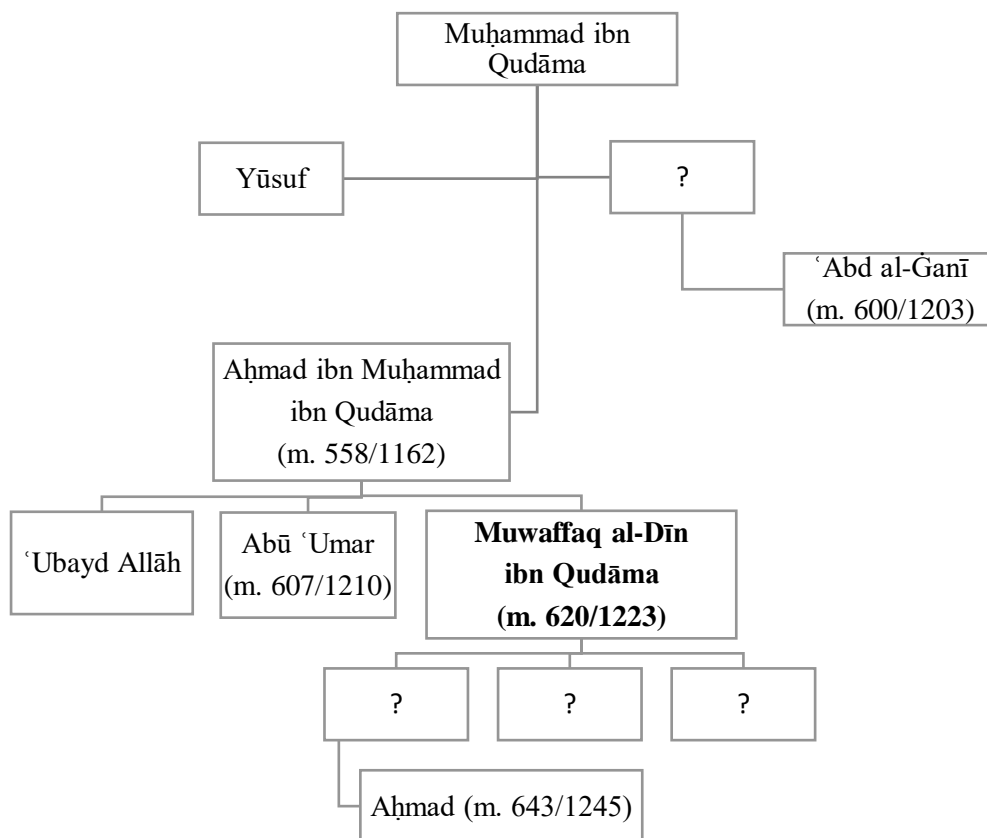 Muḥammad ibn
Qudāma
Yūsuf
?
ʿAbd al-Ġanī
(m. 600/1203)
Aḥmad ibn Muḥammad
ibn Qudāma
(m. 558/1162)
ʿUbayd Allāh
Abū ʿUmar
(m. 607/1210)
Muwaffaq al-Dīn
ibn Qudāma
(m. 620/1223)
?
?
?
Aḥmad (m. 643/1245)